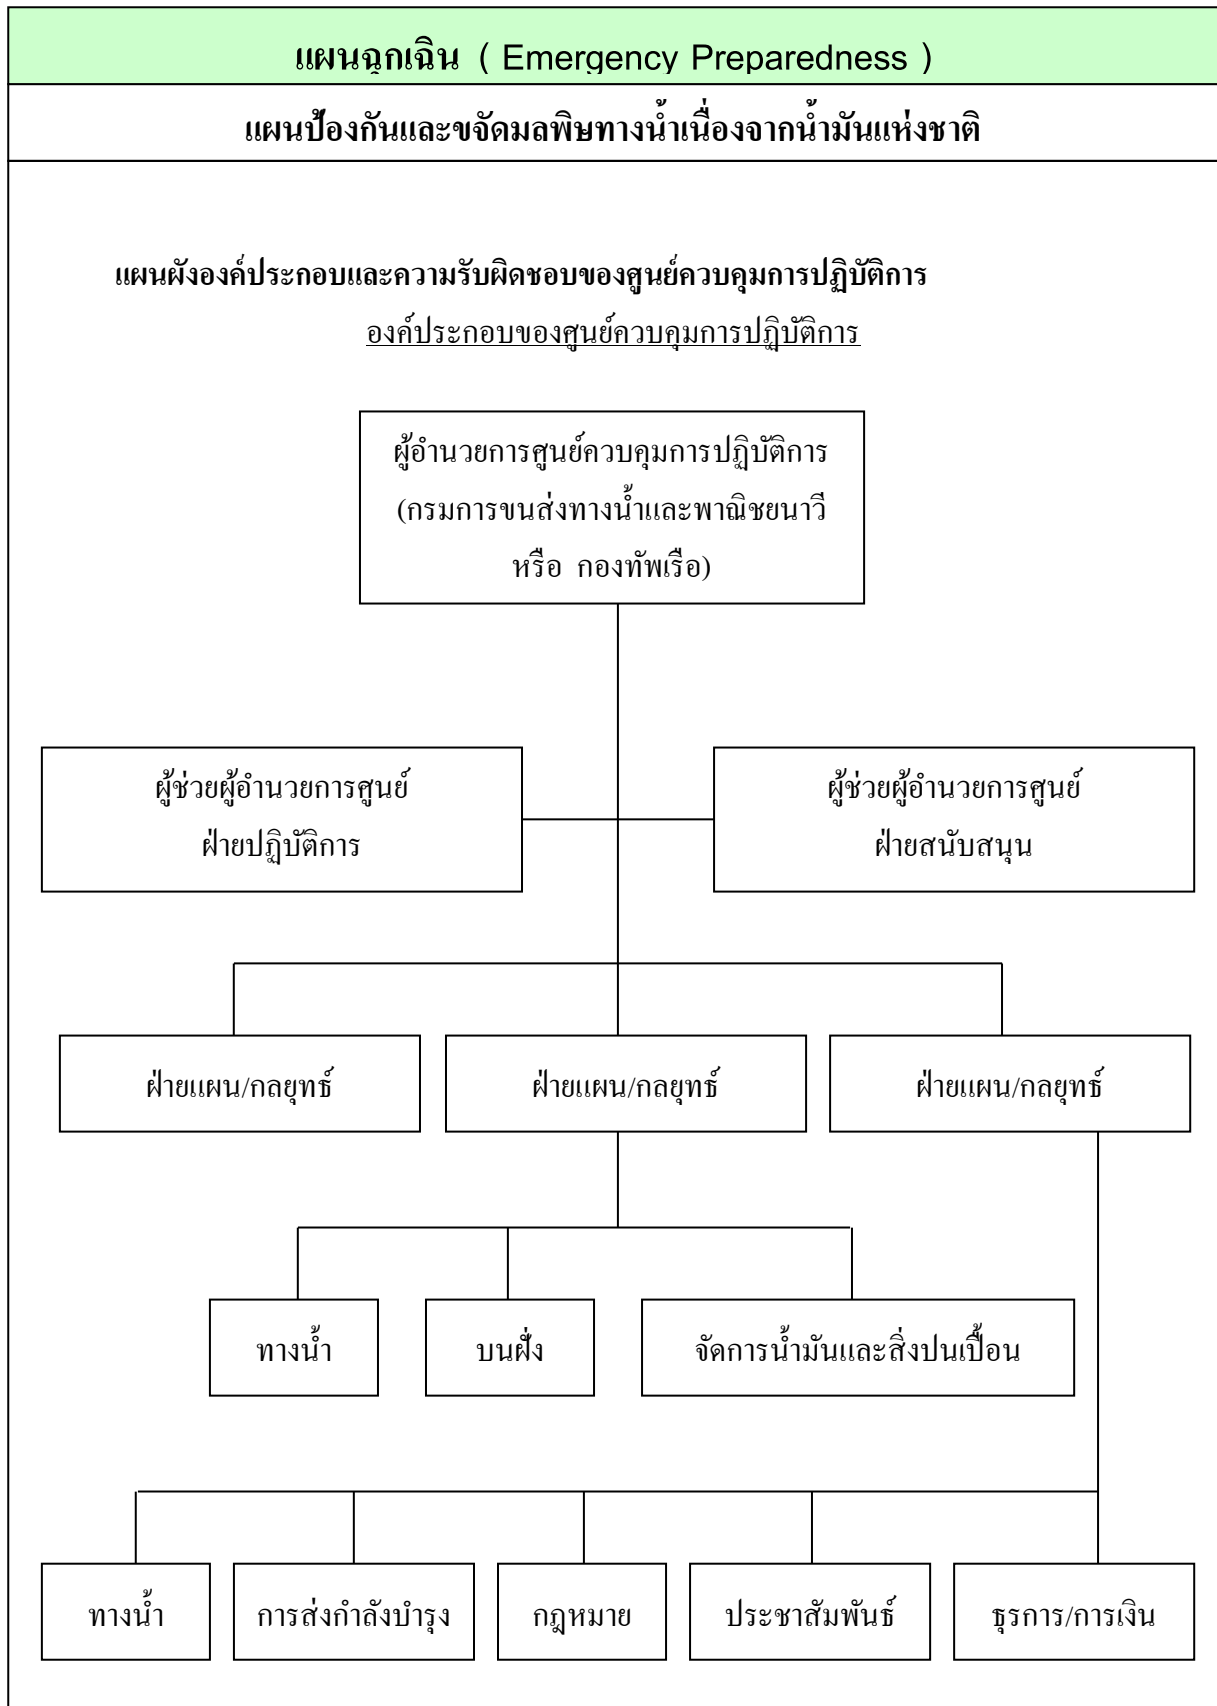 แผนฉุกเฉิน ( Emergency Preparedness )
แผนป้องกันและขจัดมลพิษทางน้ำเนื่องจากน้ำมันแห่งชาติ
แผนผังองค์ประกอบและความรับผิดชอบของศูนย์ควบคุมการปฏิบัติการ
องค์ประกอบของศูนย์ควบคุมการปฏิบัติการ
ผู้อำนวยการศูนย์ควบคุมการปฏิบัติการ
(กรมการขนส่งทางน้ำและพาณิชยนาวี
หรือ กองทัพเรือ)
ผู้ช่วยผู้อำนวยการศูนย์
ฝ่ายปฏิบัติการ
ผู้ช่วยผู้อำนวยการศูนย์
ฝ่ายสนับสนุน
ฝ่ายแผน/กลยุทธ์
ฝ่ายแผน/กลยุทธ์
ฝ่ายแผน/กลยุทธ์
ทางน้ำ
บนฝั่ง
จัดการน้ำมันและสิ่งปนเปื้อน
ทางน้ำ
การส่งกำลังบำรุง
กฎหมาย
ประชาสัมพันธ์
ธุรการ/การเงิน